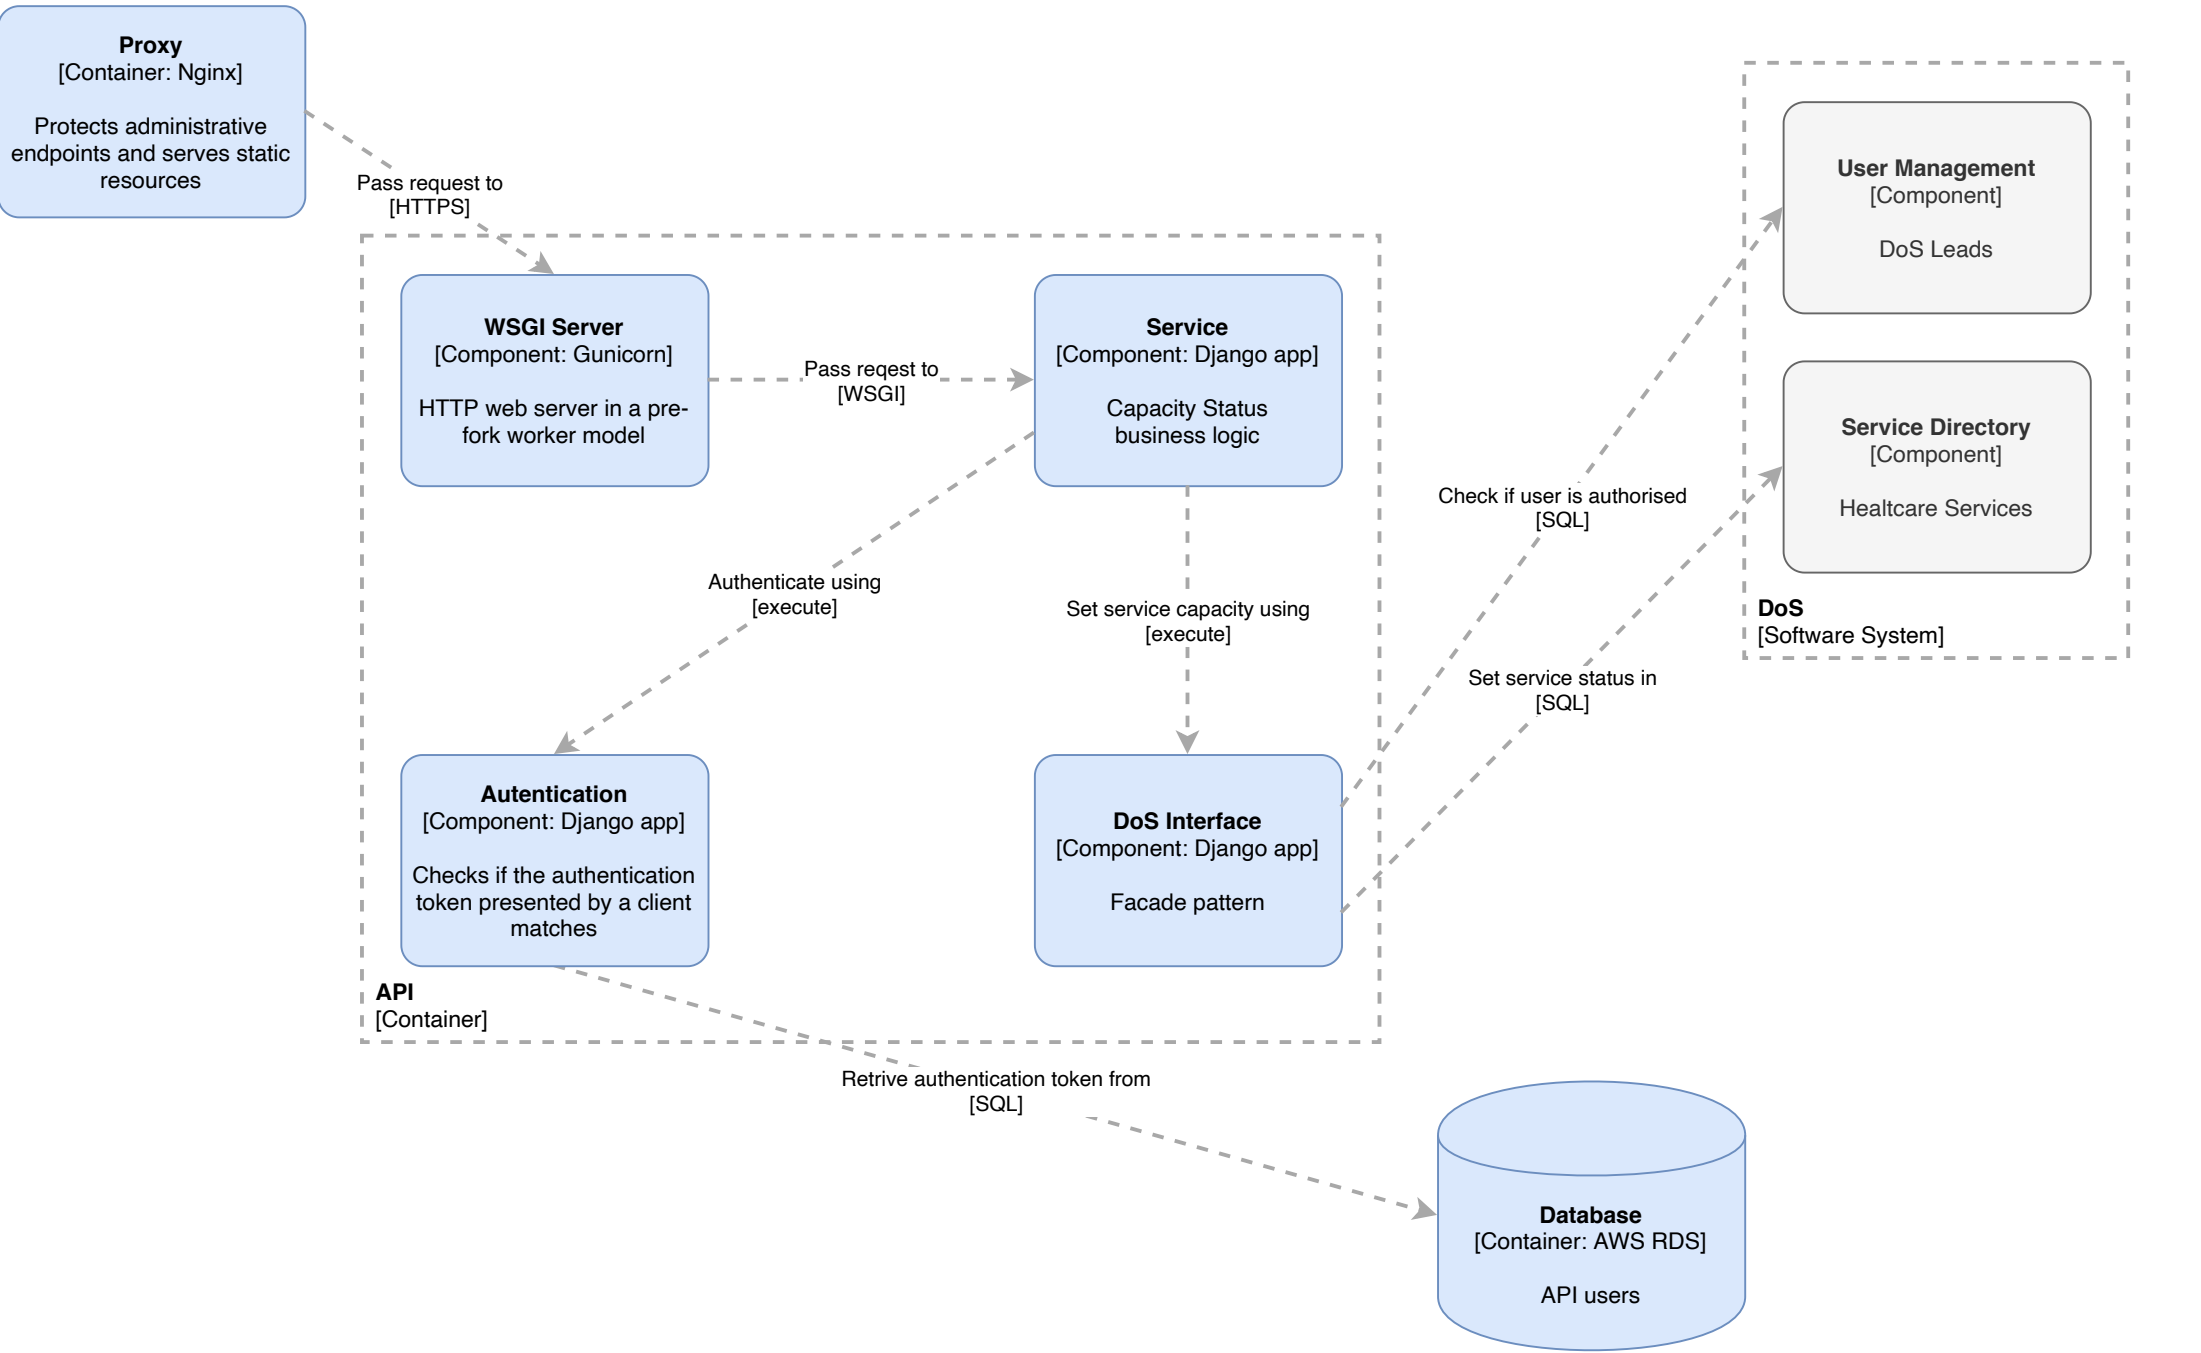 Proxy
[Container: Nginx]
Protects administrative
endpoints and serves static
resources
Pass request to
[HTTPS]
WSGI Server
[Component: Gunicorn]
HTTP web server in a pre-
fork worker model
Pass reqest to
[WSGI]
Service
[Component: Django app]
Capacity Status
business logic
Authenticate using
[execute]
Set service capacity using
[execute]
Autentication
[Component: Django app]
Checks if the authentication
token presented by a client
matches
DoS Interface
[Component: Django app]
Facade pattern
API
[Container]
Check if user is authorised
[SQL]
Set service status in
[SQL]
User Management
[Component]
DoS Leads
Service Directory
[Component]
Healtcare Services
DoS
[Software System]
Retrive authentication token from
[SQL]
Database
[Container: AWS RDS]
API users